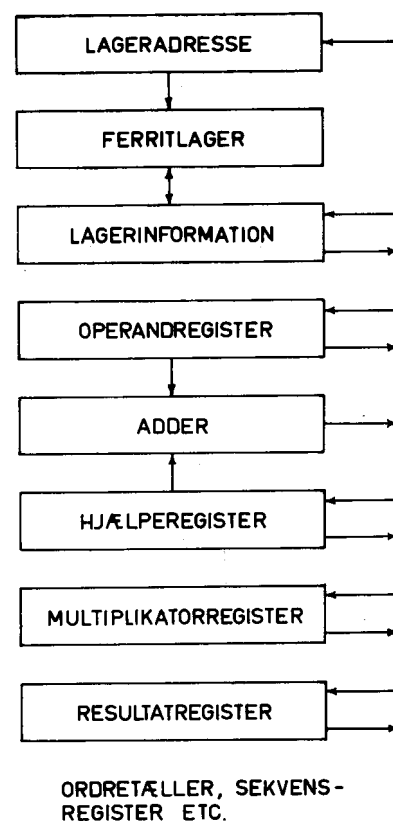 LAGERADRESSE
FERRITLAGER
LAGERINFORMATION
OPERANDREGISTER
ADDER
HJÆLPEREGISTER
MULTIPLIKATORREGISTER
RESULTATREGISTER
ORDRETÆLLER, SEKVENS-
REGISTER ETC.